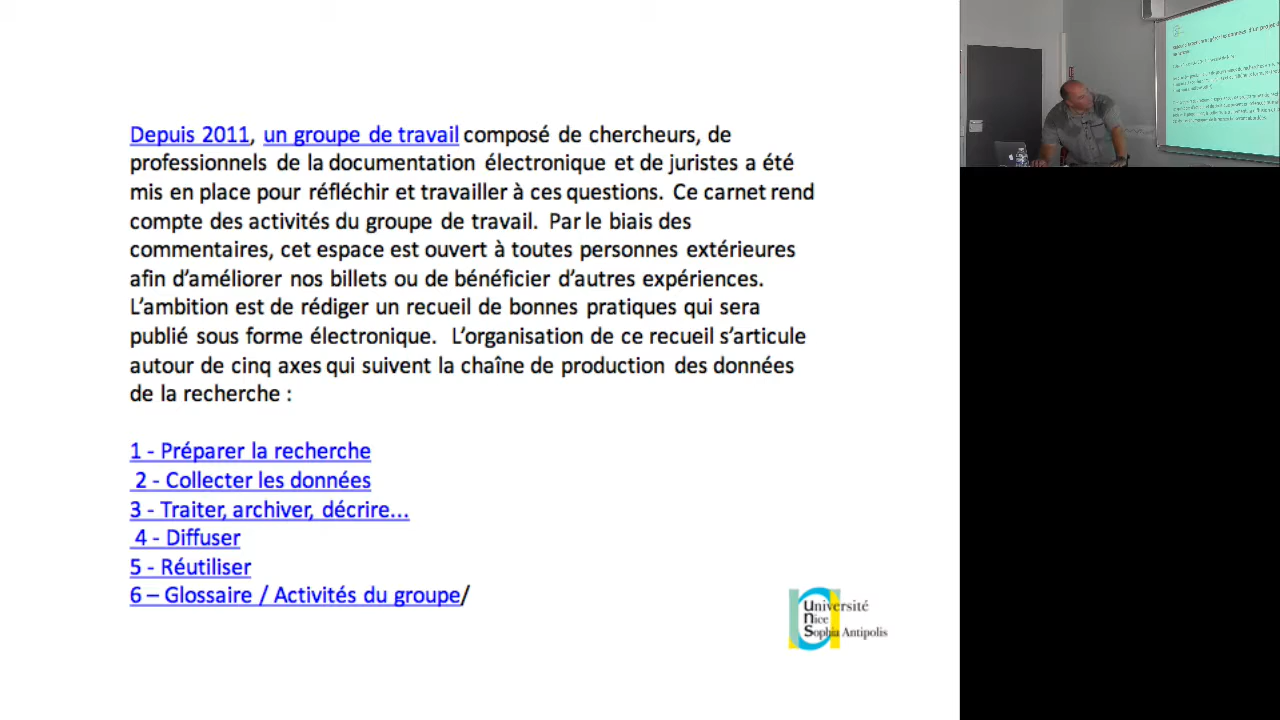 Depuis 2011, un groupe de travail composé de chercheurs, de
professionnels de la documentation électronique et de juristes a été
mis en place pour réfléchir et travailler à ces questions. Ce carnet rend
compte des activités du groupe de travail. Par le biais des
commentaires, cet espace est ouvert à toutes personnes extérieures
afin d'améliorer nos billets ou de bénéficier d'autres expériences.
L'ambition est de rédiger un recueil de bonnes pratiques qui sera
publié sous forme électronique. L'organisation de ce recueil s'articule
autour de cinq axes qui suivent la chaîne de production des données
de la recherche :
1 - Préparer la recherche
2 - Collecter les données
3 - Traiter, archiver, décrire...
4 - Diffuser
5 - Réutiliser
6 – Glossaire / Activités du groupe/
Université
Nice
Sophia Antipolis